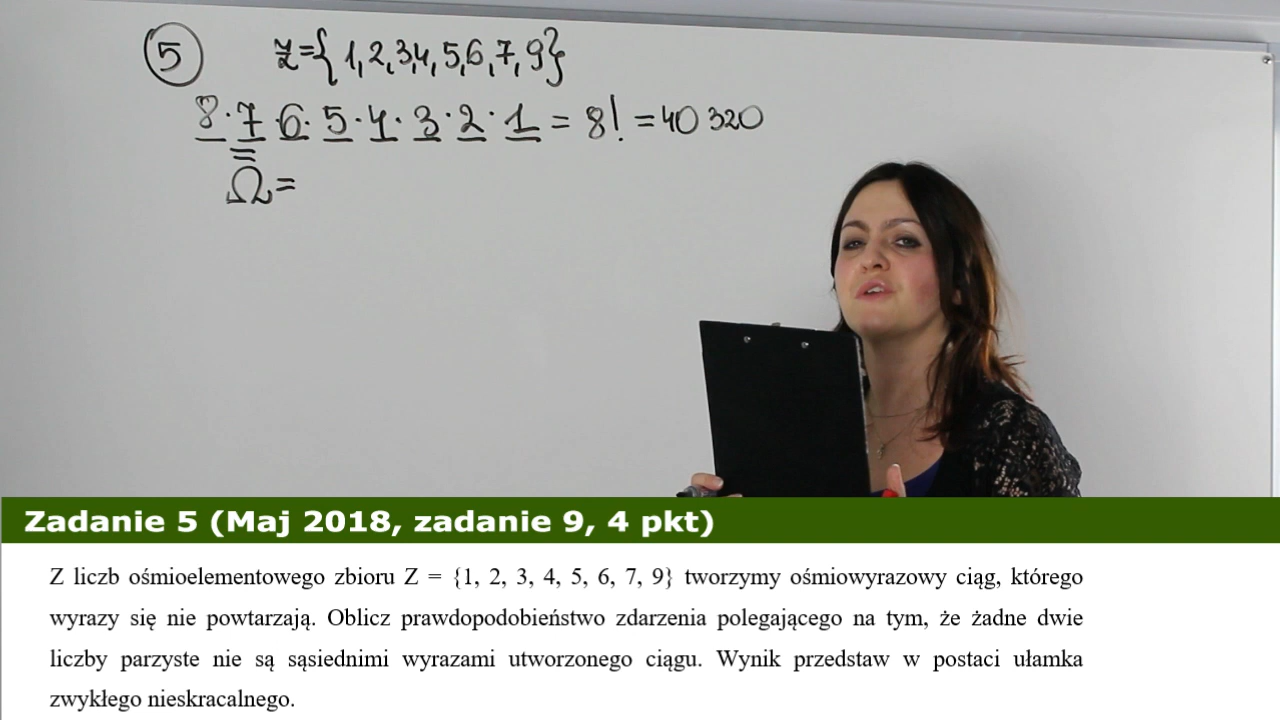 5 Z={1,2,3,4,5,6,7,9}
8·7·6·5·4·3·2·1 = 8! = 40 320
Ω=
Zadanie 5 (Maj 2018, zadanie 9, 4 pkt)
Z liczb ośmioelementowego zbioru Z = {1, 2, 3, 4, 5, 6, 7, 9} tworzymy ośmiowyrazowy ciąg, którego
wyrazy się nie powtarzają. Oblicz prawdopodobieństwo zdarzenia polegającego na tym, że żadne dwie
liczby parzyste nie są sąsiednimi wyrazami utworzonego ciągu. Wynik przedstaw w postaci ułamka
zwykłego nieskracalnego.